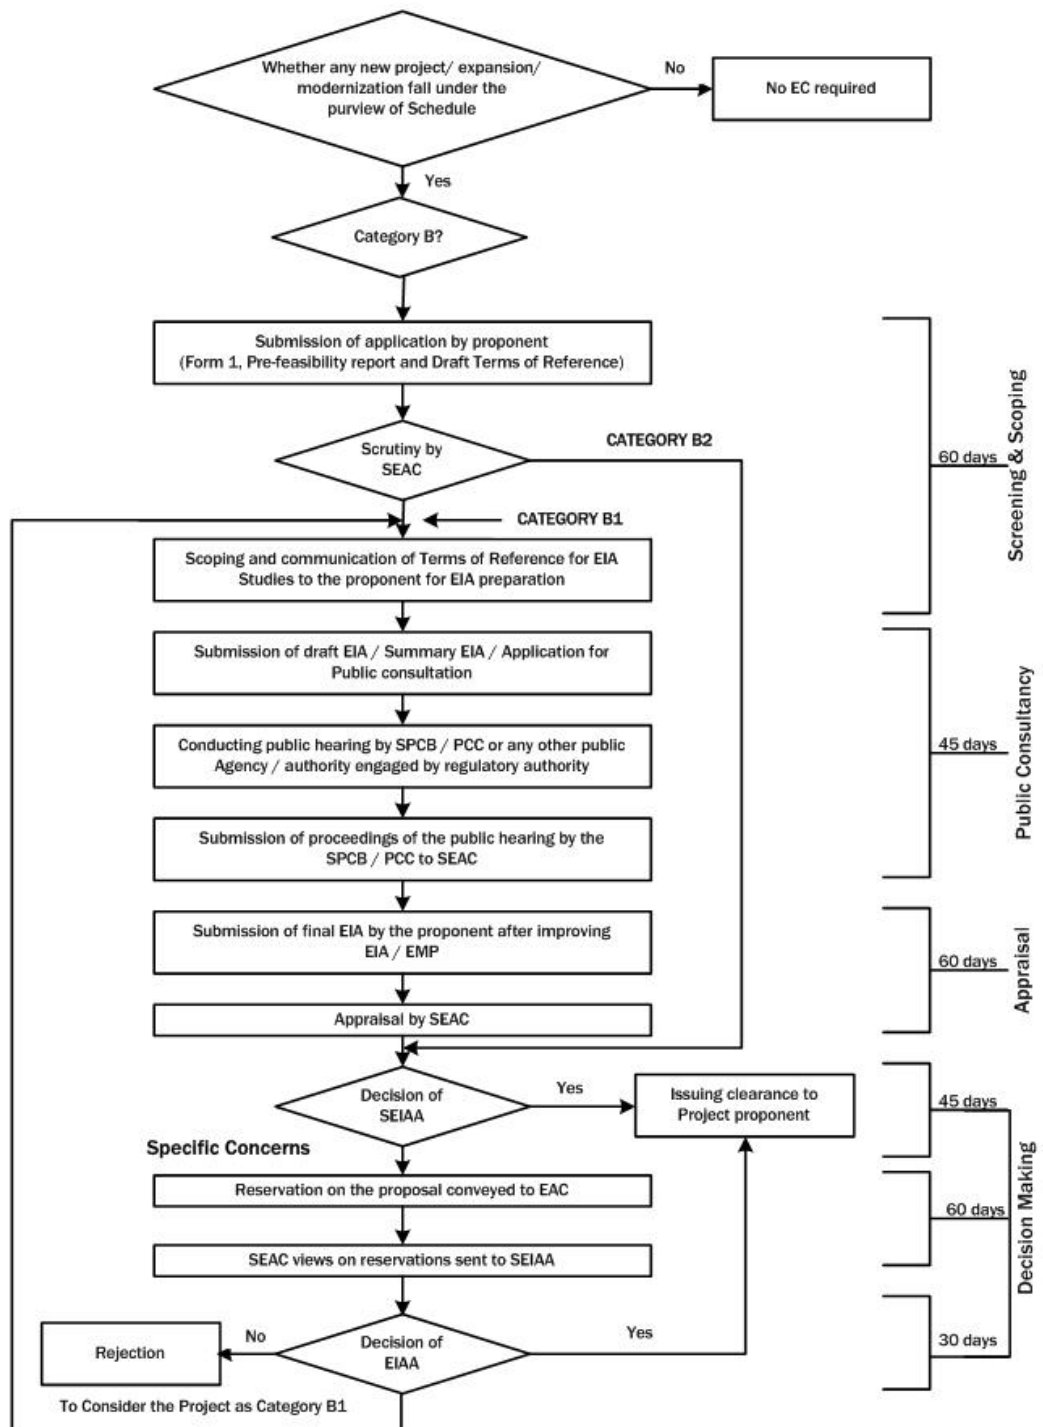 Whether any new project/ expansion/
modernization fall under the
purview of Schedule
No
No EC required
Yes
Category B?
Submission of application by proponent
(Form 1, Pre-feasibility report and Draft Terms of Reference)
Scrutiny by
SEAC
CATEGORY B2
CATEGORY B1
Scoping and communication of Terms of Reference for EIA
Studies to the proponent for EIA preparation
60 days
Screening & Scoping
Submission of draft EIA / Summary EIA / Application for
Public consultation
Conducting public hearing by SPCB / PCC or any other public
Agency / authority engaged by regulatory authority
Submission of proceedings of the public hearing by the
SPCB / PCC to SEAC
45 days
Public Consultancy
Submission of final EIA by the proponent after improving
EIA / EMP
Appraisal by SEAC
60 days
Appraisal
Decision of
SEIAA
Yes
Issuing clearance to
Project proponent
45 days
Specific Concerns
Reservation on the proposal conveyed to EAC
SEAC views on reservations sent to SEIAA
60 days
Decision Making
Decision of
EIAA
No
Rejection
Yes
30 days
To Consider the Project as Category B1